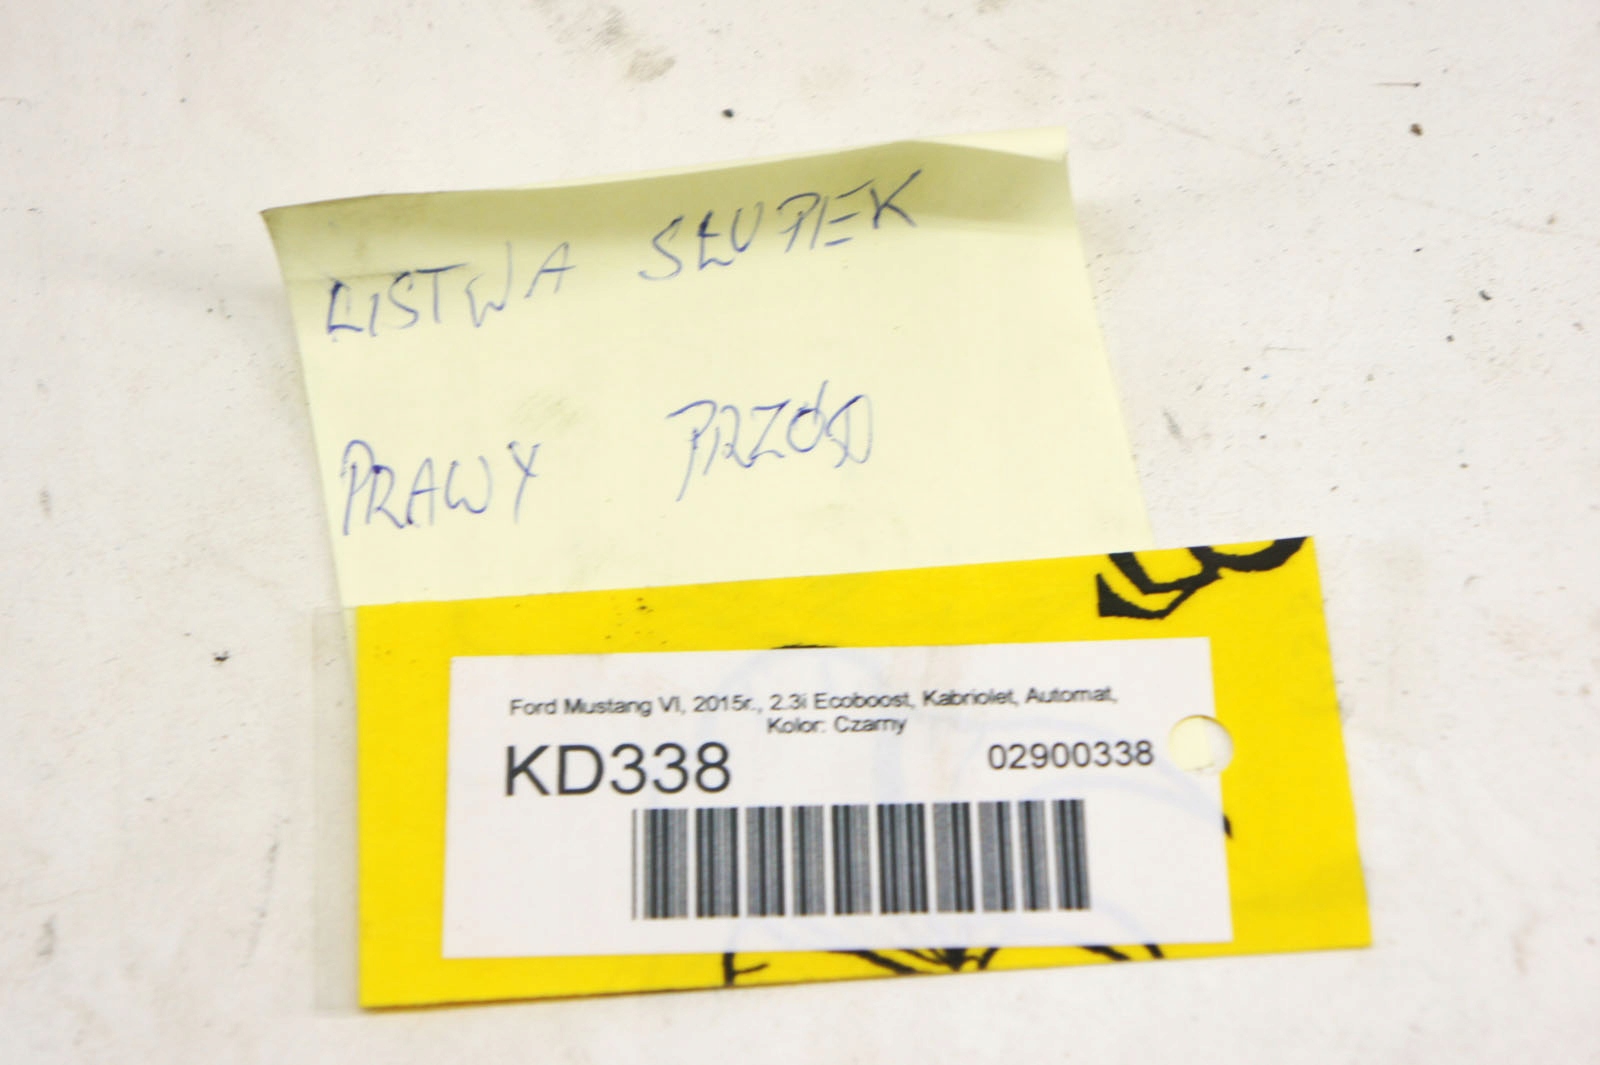 LISTWA SŁUPEK
PRAWY PRZÓD
Ford Mustang VI, 2015r., 2.3i Ecoboost, Kabriolet, Automat,
Kolor: Czarny
KD338 02900338